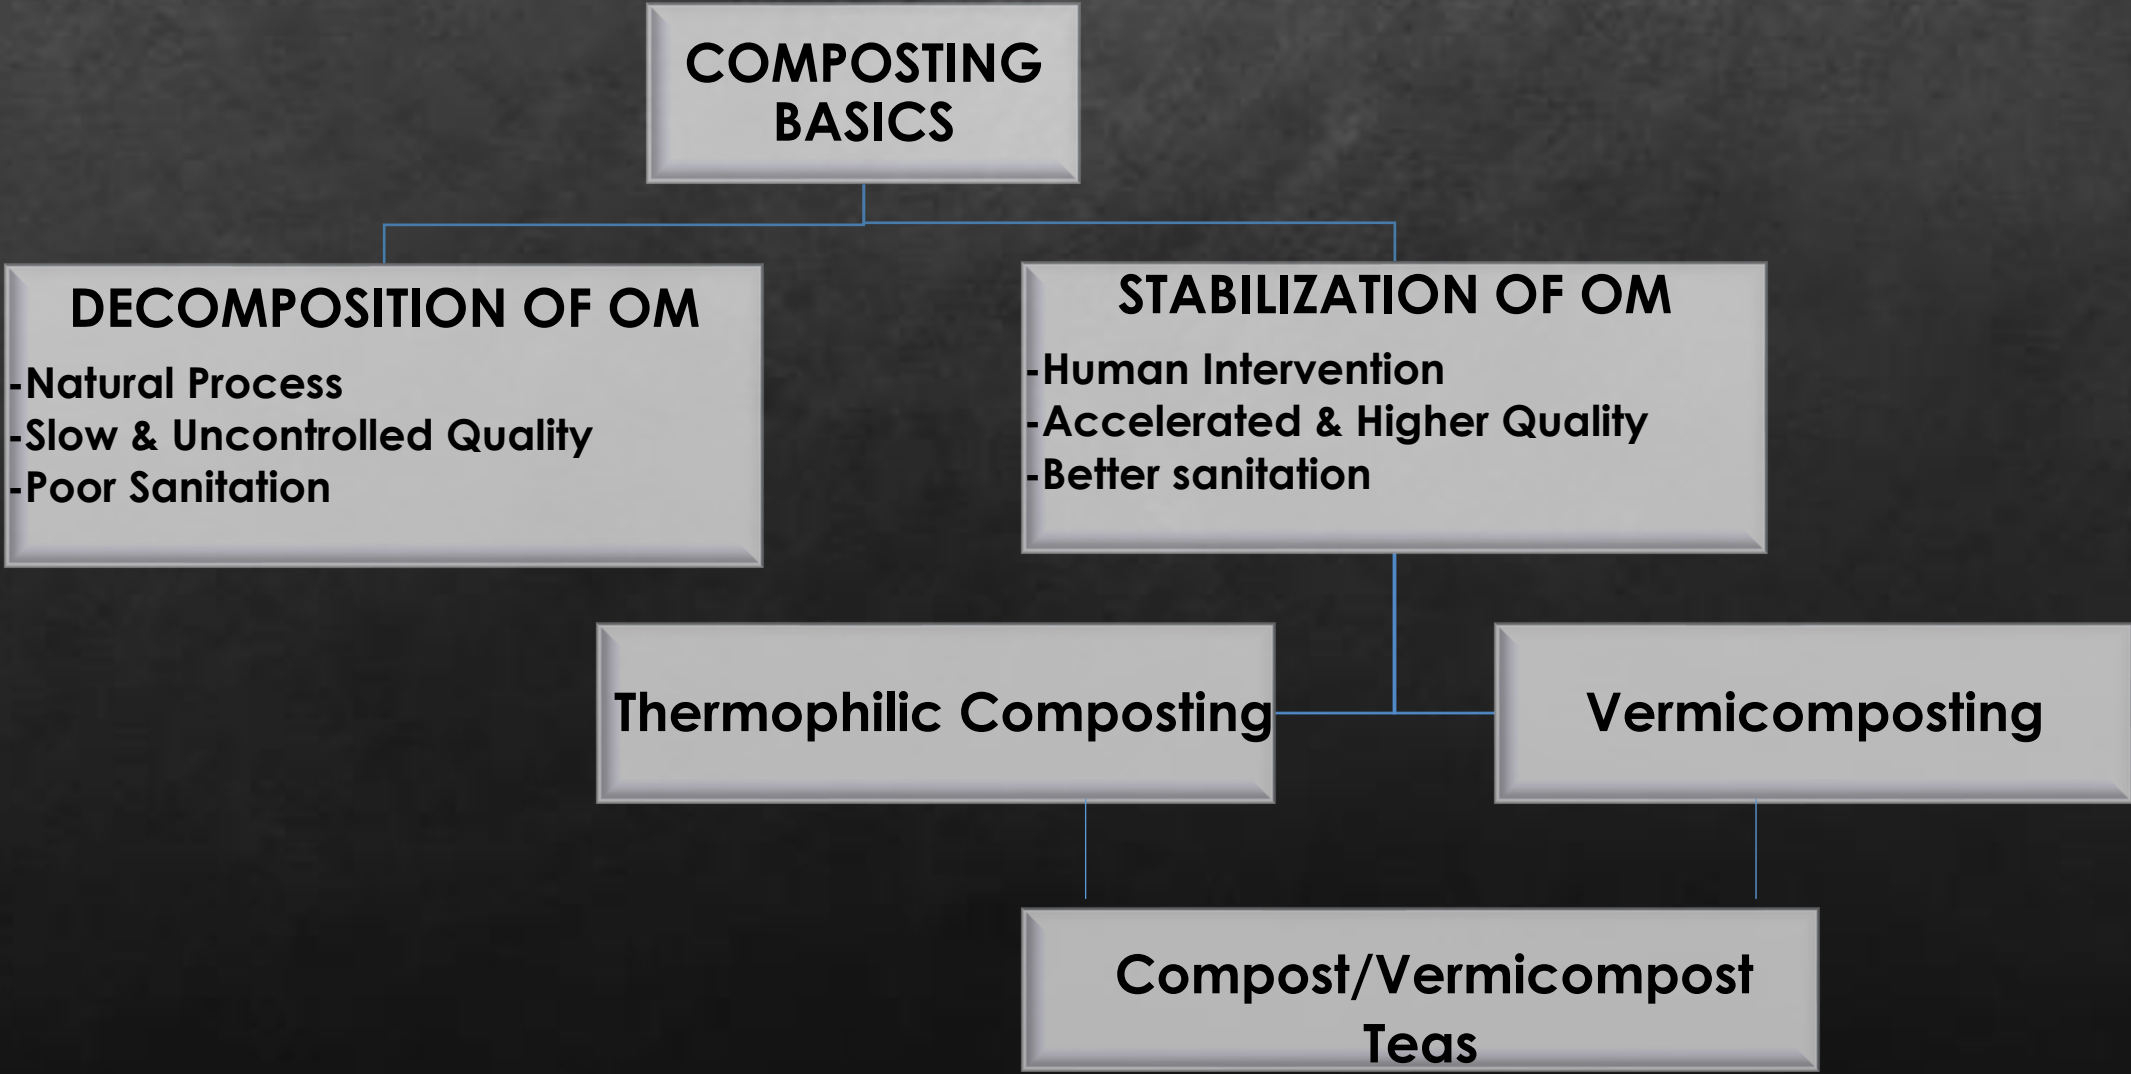 COMPOSTING
BASICS
DECOMPOSITION OF OM
-Natural Process
-Slow & Uncontrolled Quality
-Poor Sanitation
STABILIZATION OF OM
-Human Intervention
-Accelerated & Higher Quality
-Better sanitation
Thermophilic Composting
Vermicomposting
Compost/Vermicompost
Teas